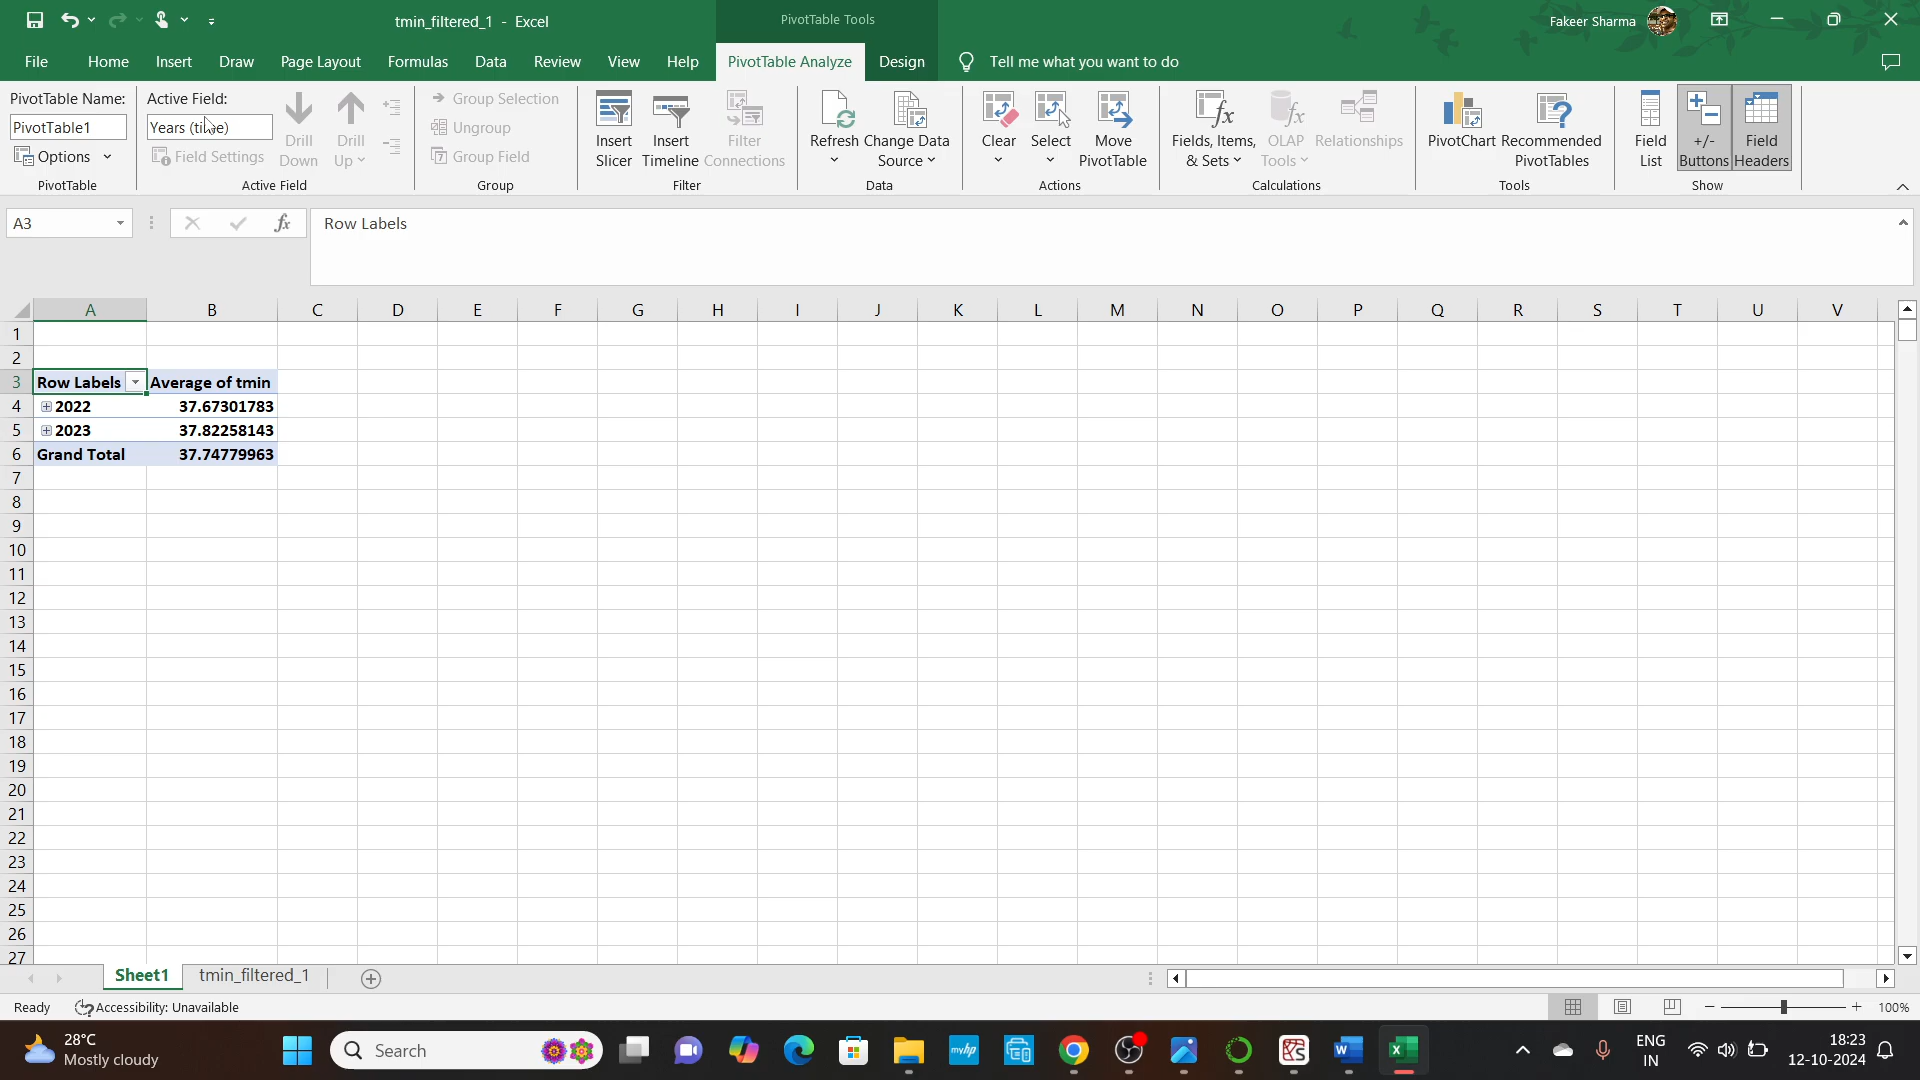 tmin_filtered_1 - Excel
PivotTable Tools
Fakeer Sharma
File Home Insert Draw Page Layout Formulas Data Review View Help PivotTable Analyze Design Tell me what you want to do
PivotTable Name:
PivotTable1
Options
PivotTable
Active Field:
Years (time)
Field Settings
Drill Down
Drill Up
Active Field
Group Selection
Ungroup
Group Field
Group
Insert Slicer
Insert Timeline
Filter Connections
Filter
Refresh
Change Data Source
Data
Clear
Select
Move PivotTable
Actions
Fields, Items, & Sets
OLAP Tools
Relationships
Calculations
PivotChart
Recommended PivotTables
Tools
Field List
+/- Buttons
Field Headers
Show
A3
fx
Row Labels
A B C D E F G H I J K L M N O P Q R S T U V
1
2
3 Row Labels Average of tmin
4 2022 37.67301783
5 2023 37.82258143
6 Grand Total 37.74779963
7
8
9
10
11
12
13
14
15
16
17
18
19
20
21
22
23
24
25
26
27
Sheet1 tmin_filtered_1
Ready Accessibility: Unavailable 100%
28°C
Mostly cloudy
Search
myhp
ENG
IN
18:23
12-10-2024